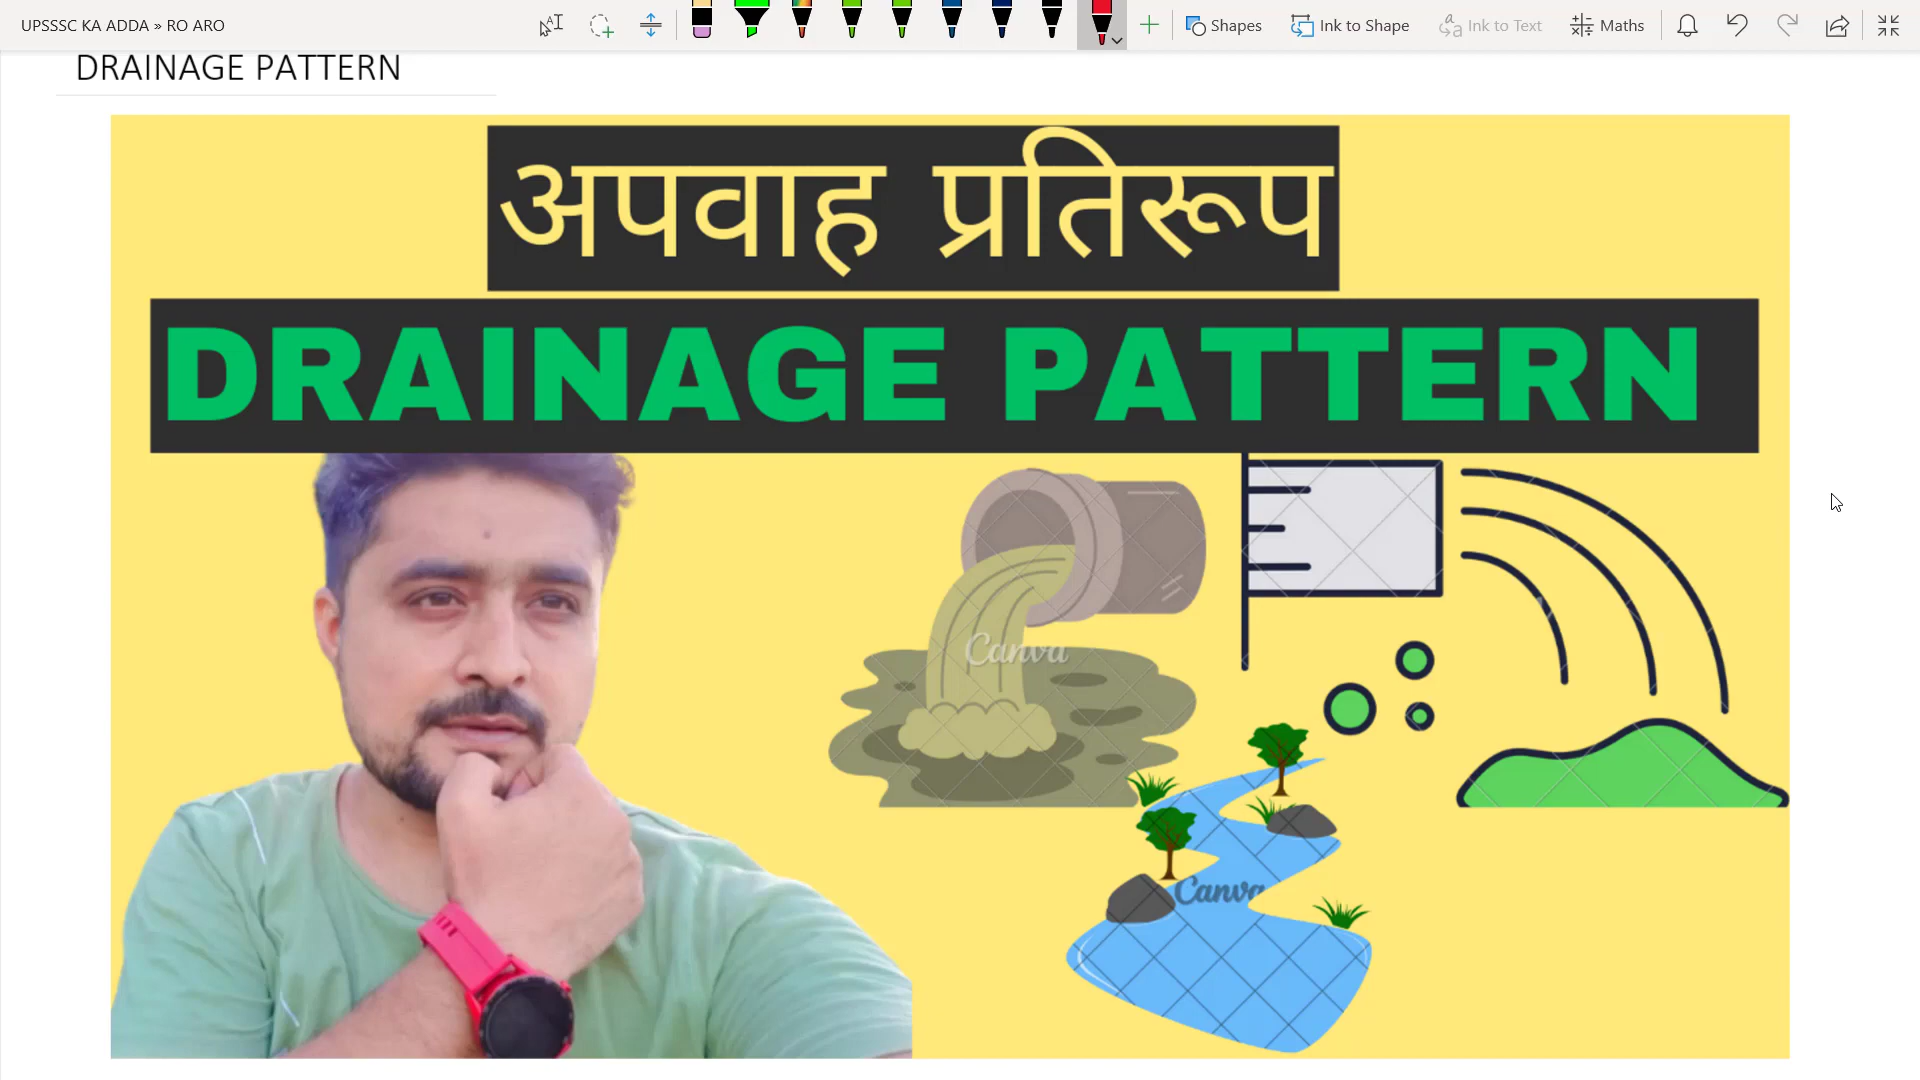 UPSSSC KA ADDA » RO ARO
Shapes
Ink to Shape
Ink to Text
Maths
DRAINAGE PATTERN
अपवाह प्रतिरूप
DRAINAGE PATTERN
Canva
Canva